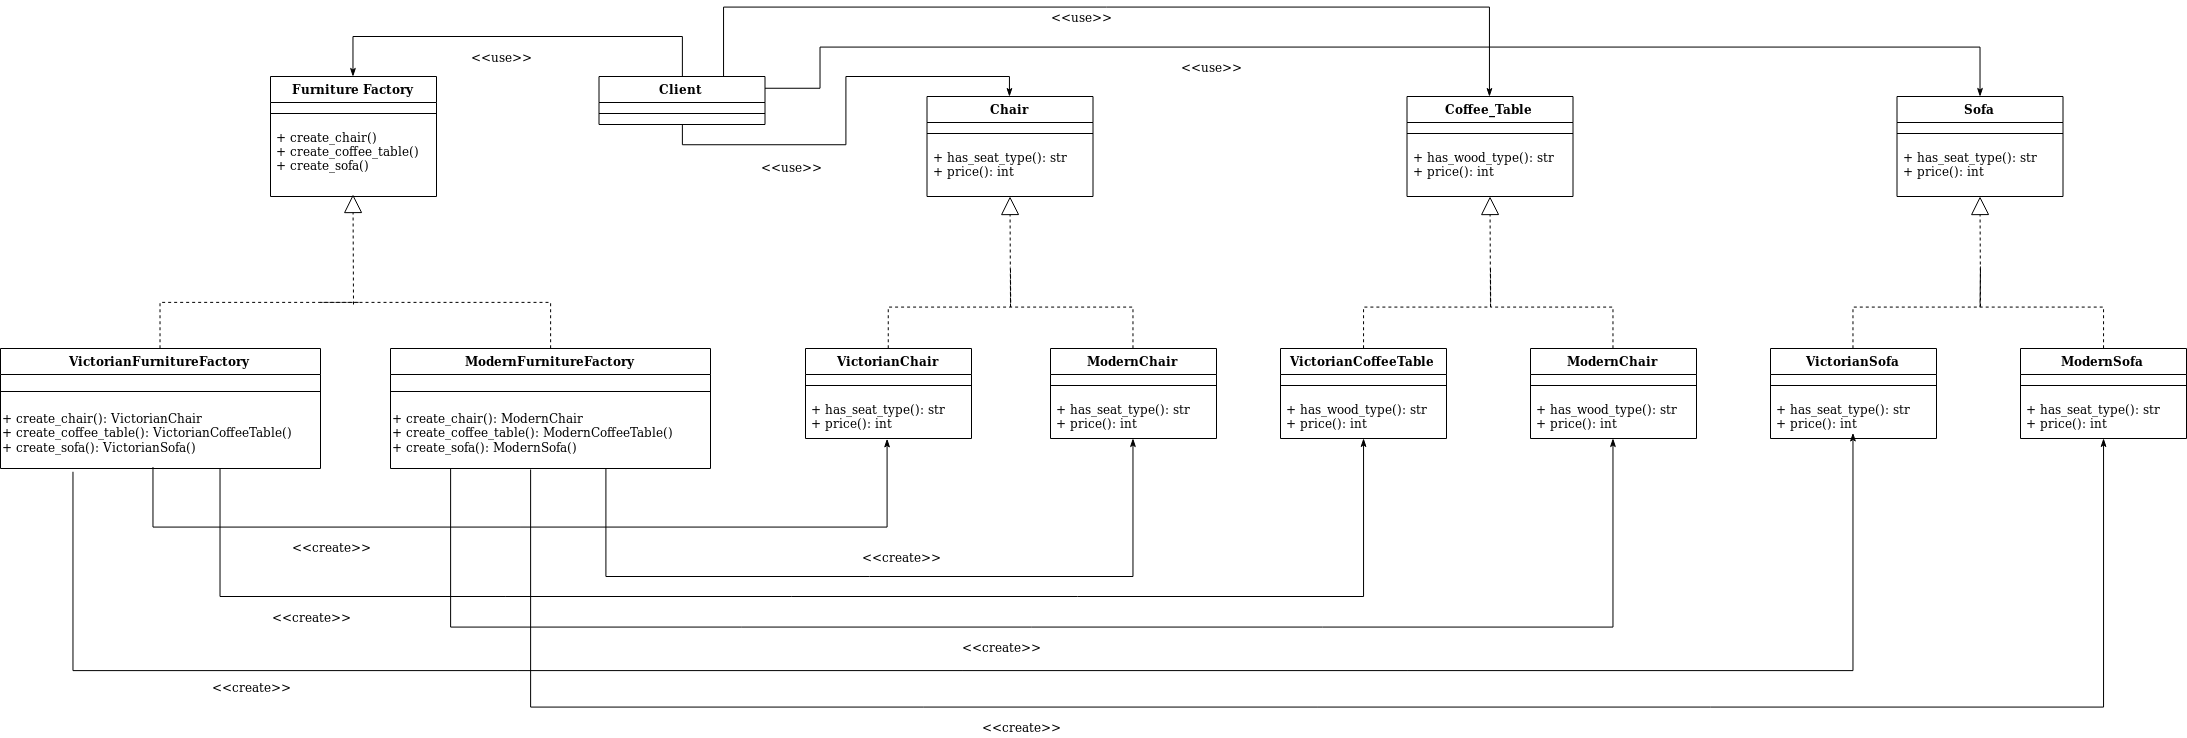 <<use>>
<<use>>
<<use>>
<<use>>
Furniture Factory
+ create_chair()
+ create_coffee_table()
+ create_sofa()
Client
Chair
+ has_seat_type(): str
+ price(): int
Coffee_Table
+ has_wood_type(): str
+ price(): int
Sofa
+ has_seat_type(): str
+ price(): int
VictorianFurnitureFactory
+ create_chair(): VictorianChair
+ create_coffee_table(): VictorianCoffeeTable()
+ create_sofa(): VictorianSofa()
ModernFurnitureFactory
+ create_chair(): ModernChair
+ create_coffee_table(): ModernCoffeeTable()
+ create_sofa(): ModernSofa()
VictorianChair
+ has_seat_type(): str
+ price(): int
ModernChair
+ has_seat_type(): str
+ price(): int
VictorianCoffeeTable
+ has_wood_type(): str
+ price(): int
ModernChair
+ has_wood_type(): str
+ price(): int
VictorianSofa
+ has_seat_type(): str
+ price(): int
ModernSofa
+ has_seat_type(): str
+ price(): int
<<create>>
<<create>>
<<create>>
<<create>>
<<create>>
<<create>>